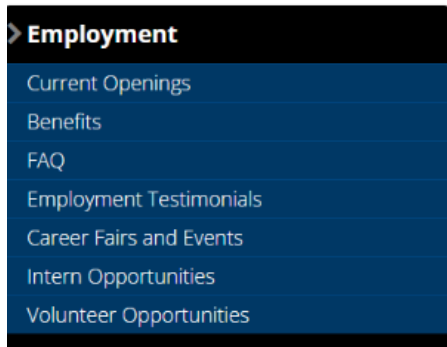 Employment
Current Openings
Benefits
FAQ
Employment Testimonials
Career Fairs and Events
Intern Opportunities
Volunteer Opportunities